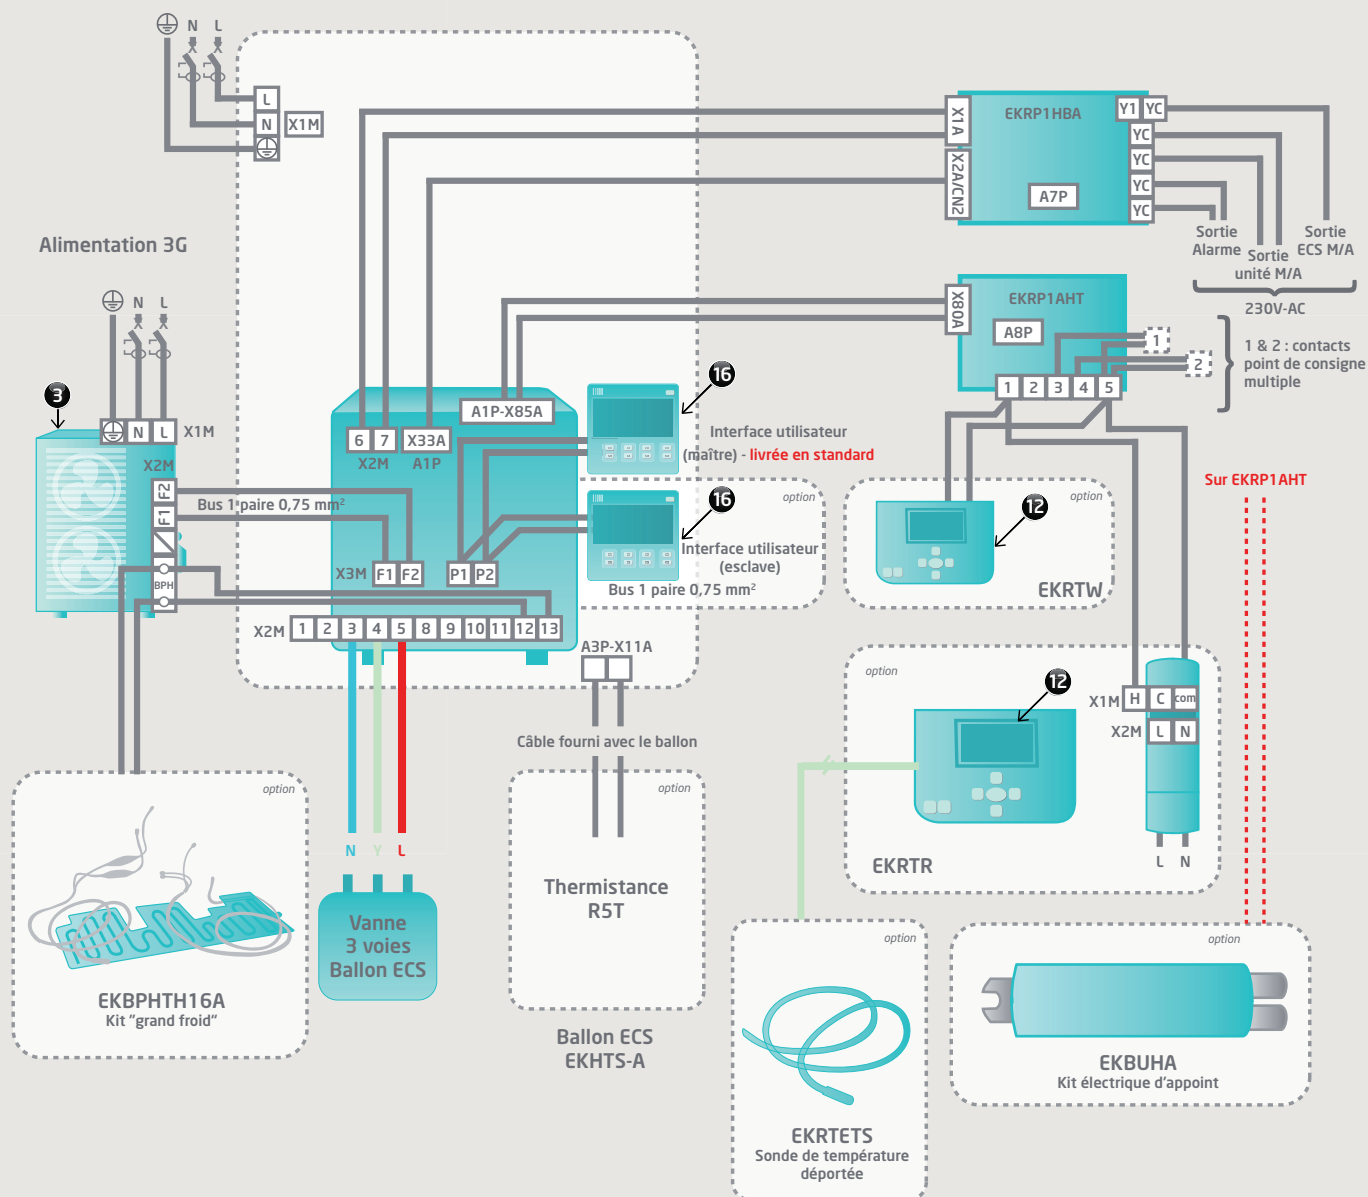 N L
L
N X1M
X1A
X2A/CN2
EKRP1HBA
Y1 YC
YC
YC
YC
YC
A7P
Sortie
Alarme
Sortie
unité M/A
Sortie
ECS M/A
230V-AC
Alimentation 3G
N L
3
N L X1M
X2M
F2
F1
BPH
Bus 1 paire 0,75 mm²
X80A
EKRP1AHT
A8P
1 2 3 4 5
1
2
1 & 2 : contacts
point de consigne
multiple
A1P-X85A
6 7 X33A
X2M A1P
16
Interface utilisateur
(maître) - livrée en standard
option
16
Interface utilisateur
(esclave)
Bus 1 paire 0,75 mm²
X3M F1 F2 P1 P2
X2M 1 2 3 4 5 8 9 10 11 12 13
A3P-X11A
Câble fourni avec le ballon
option
12
EKRTW
Sur EKRP1AHT
option
12
X1M H C com
X2M L N
L N
EKRTR
option
EKBPHTH16A
Kit "grand froid"
N Y L
Vanne
3 voies
Ballon ECS
option
Thermistance
R5T
Ballon ECS
EKHTS-A
option
EKRTETS
Sonde de température
déportée
option
EKBUHA
Kit électrique d'appoint